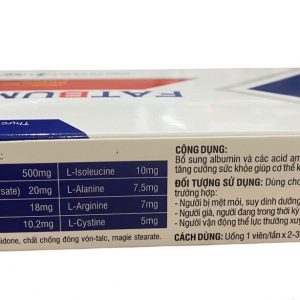 FATBUM
Thực
500mg L-Isoleucine 10mg
sate) 20mg L-Alanine 7,5mg
18mg L-Arginine 7mg
10,2mg L-Cystine 5mg
idone, chất chống đông vón-talc, magie stearate.
CÔNG DỤNG:
Bổ sung albumin và các acid am
tăng cường sức khỏe giúp cơ thể k
ĐỐI TƯỢNG SỬ DỤNG: Dùng cho
trường hợp:
- Người bị mệt mỏi, suy dinh dưỡng
- Người già, người đang trong thời kỳ
- Người vận động thể lực thường xuy
CÁCH DÙNG: Uống 1 viên/lần x 2-3